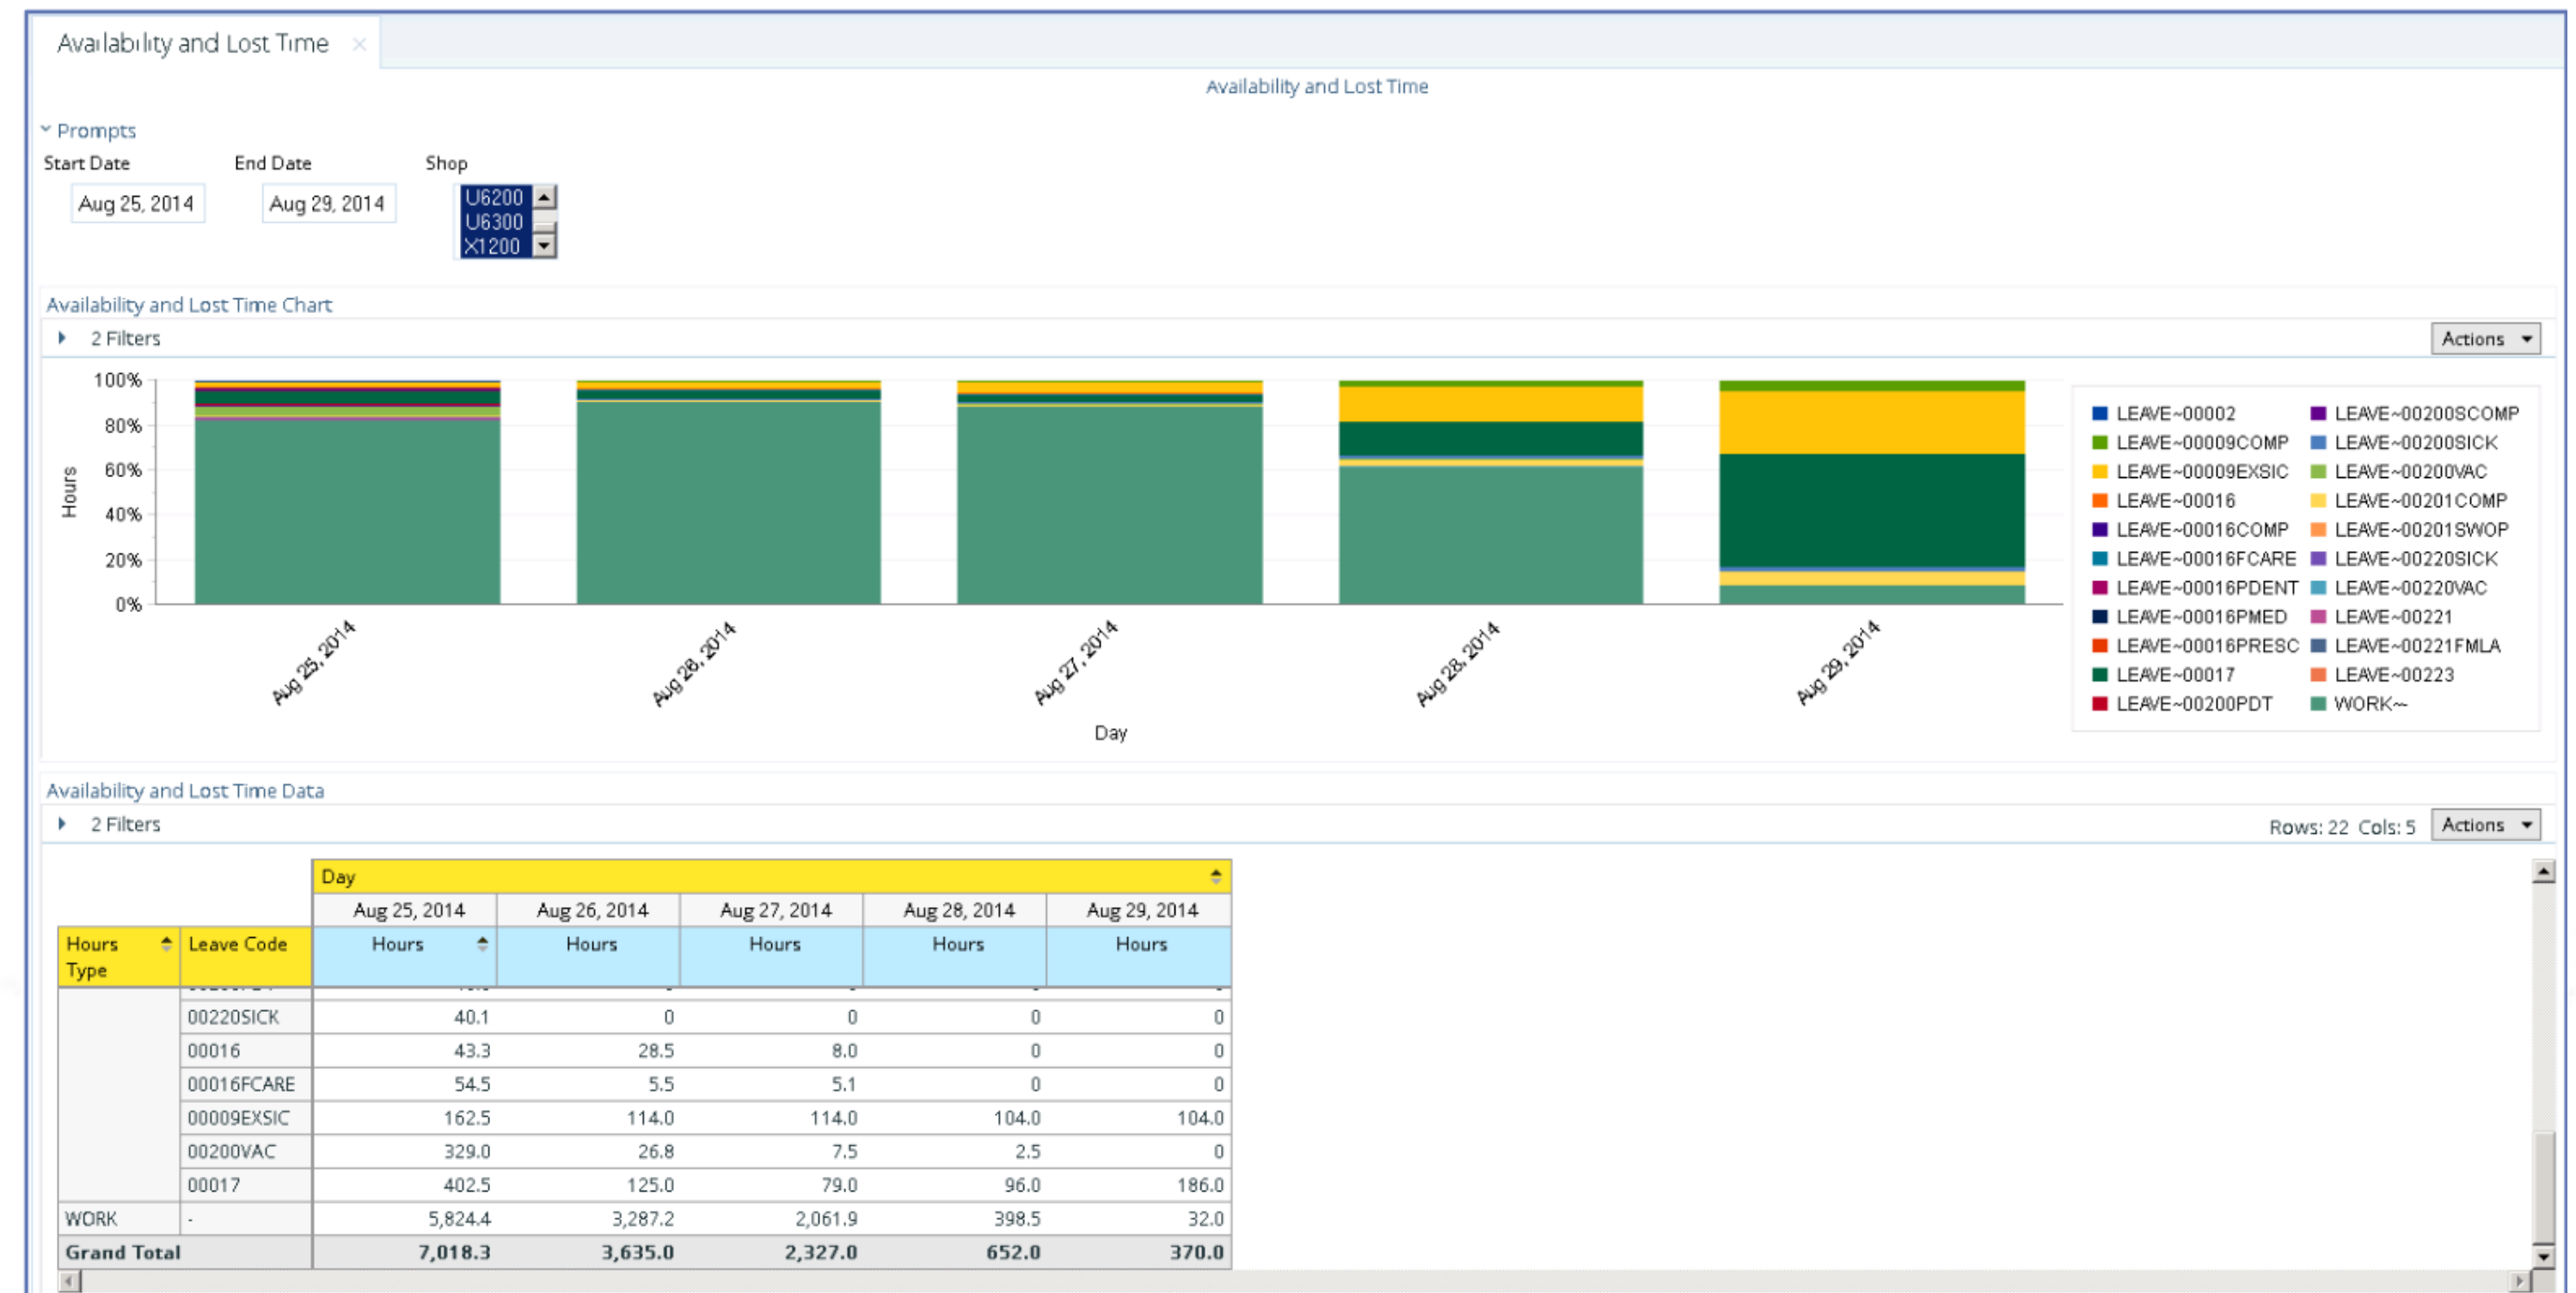 Availability and Lost Time ×
Availability and Lost Time
Prompts
Start Date End Date Shop
Aug 25, 2014 Aug 29, 2014
U6200
U6300
X1200
Availability and Lost Time Chart
2 Filters Actions
100%
80%
60%
40%
20%
0%
Hours
Aug 25, 2014
Aug 26, 2014
Aug 27, 2014
Aug 28, 2014
Aug 29, 2014
Day
LEAVE~00002 LEAVE~00200SCOMP
LEAVE~00009COMP LEAVE~00200SICK
LEAVE~00009EXSIC LEAVE~00200VAC
LEAVE~00016 LEAVE~00201COMP
LEAVE~00016COMP LEAVE~00201SWOP
LEAVE~00016FCARE LEAVE~00220SICK
LEAVE~00016PDENT LEAVE~00220VAC
LEAVE~00016PMED LEAVE~00221
LEAVE~00016PRESC LEAVE~00221FMLA
LEAVE~00017 LEAVE~00223
LEAVE~00200PDT WORK~
Availability and Lost Time Data
2 Filters Rows: 22 Cols: 5 Actions
Day
Aug 25, 2014 Aug 26, 2014 Aug 27, 2014 Aug 28, 2014 Aug 29, 2014
Hours Type Leave Code Hours Hours Hours Hours Hours
00220SICK 40.1 0 0 0 0
00016 43.3 28.5 8.0 0 0
00016FCARE 54.5 5.5 5.1 0 0
00009EXSIC 162.5 114.0 114.0 104.0 104.0
00200VAC 329.0 26.8 7.5 2.5 0
00017 402.5 125.0 79.0 96.0 186.0
WORK - 5,824.4 3,287.2 2,061.9 398.5 32.0
Grand Total 7,018.3 3,635.0 2,327.0 652.0 370.0